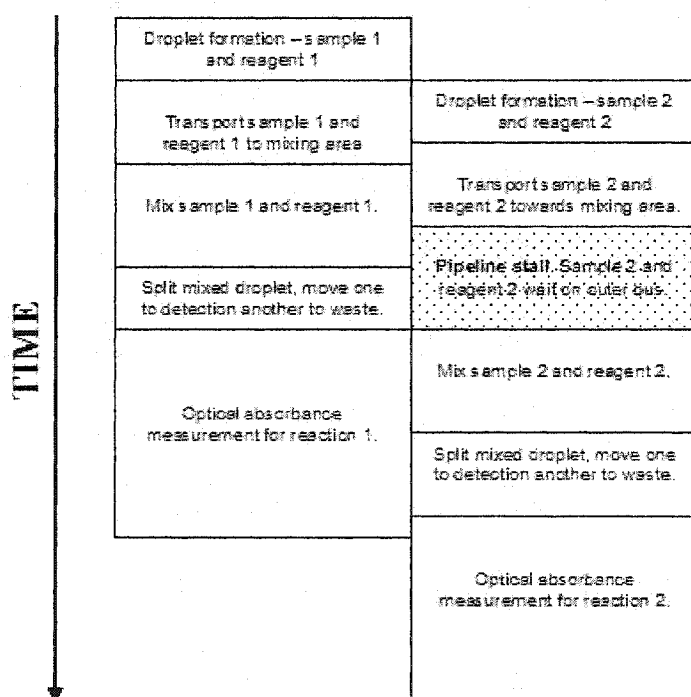 Droplet formation – sample 1
and reagent 1
Transport sample 1 and
reagent 1 to mixing area
Mix sample 1 and reagent 1.
Split mixed droplet, move one
to detection another to waste.
Optical absorbance
measurement for reaction 1.
Droplet formation – sample 2
and reagent 2
Transport sample 2 and
reagent 2 towards mixing area.
Pipeline stall. Sample 2 and
reagent 2 wait on outer bus.
Mix sample 2 and reagent 2.
Split mixed droplet, move one
to detection another to waste.
Optical absorbance
measurement for reaction 2.
TIME